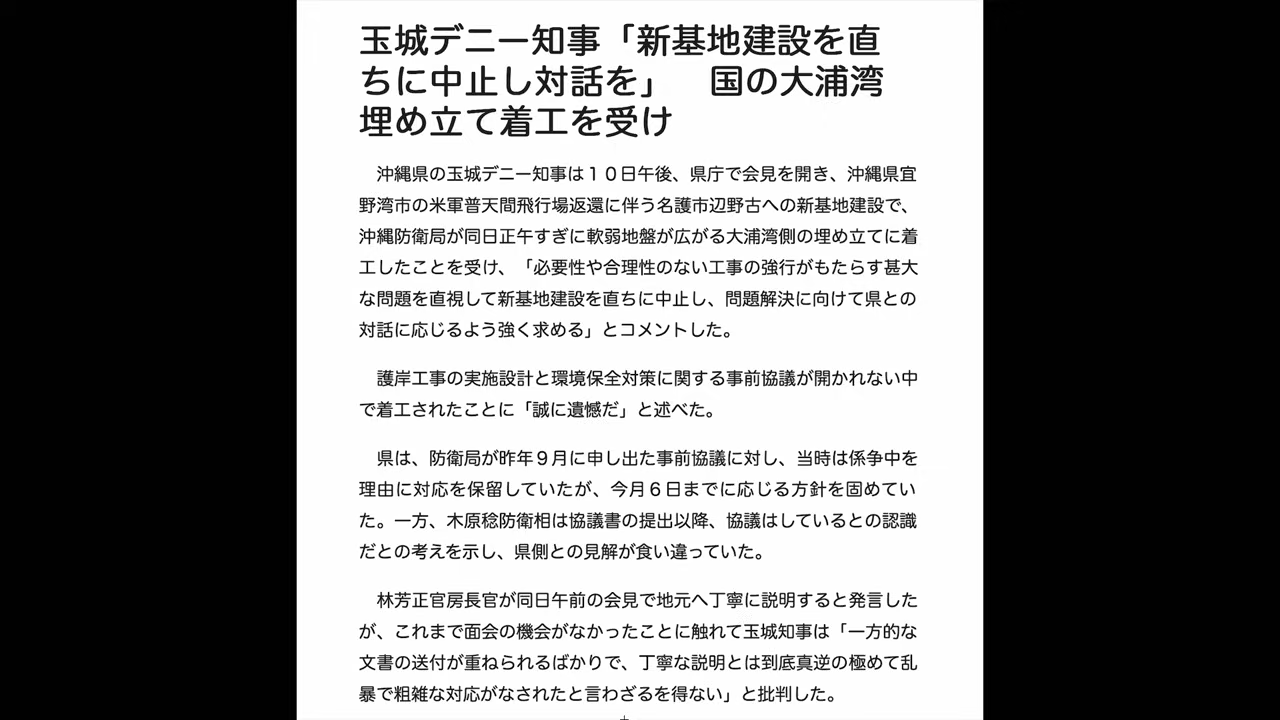 玉城デニー知事「新基地建設を直
ちに中止し対話を」　国の大浦湾
埋め立て着工を受け
　沖縄県の玉城デニー知事は１０日午後、県庁で会見を開き、沖縄県宜
野湾市の米軍普天間飛行場返還に伴う名護市辺野古への新基地建設で、
沖縄防衛局が同日正午すぎに軟弱地盤が広がる大浦湾側の埋め立てに着
工したことを受け、「必要性や合理性のない工事の強行がもたらす甚大
な問題を直視して新基地建設を直ちに中止し、問題解決に向けて県との
対話に応じるよう強く求める」とコメントした。
　護岸工事の実施設計と環境保全対策に関する事前協議が開かれない中
で着工されたことに「誠に遺憾だ」と述べた。
　県は、防衛局が昨年９月に申し出た事前協議に対し、当時は係争中を
理由に対応を保留していたが、今月６日までに応じる方針を固めてい
た。一方、木原稔防衛相は協議書の提出以降、協議はしているとの認識
だとの考えを示し、県側との見解が食い違っていた。
　林芳正官房長官が同日午前の会見で地元へ丁寧に説明すると発言した
が、これまで面会の機会がなかったことに触れて玉城知事は「一方的な
文書の送付が重ねられるばかりで、丁寧な説明とは到底真逆の極めて乱
暴で粗雑な対応がなされたと言わざるを得ない」と批判した。